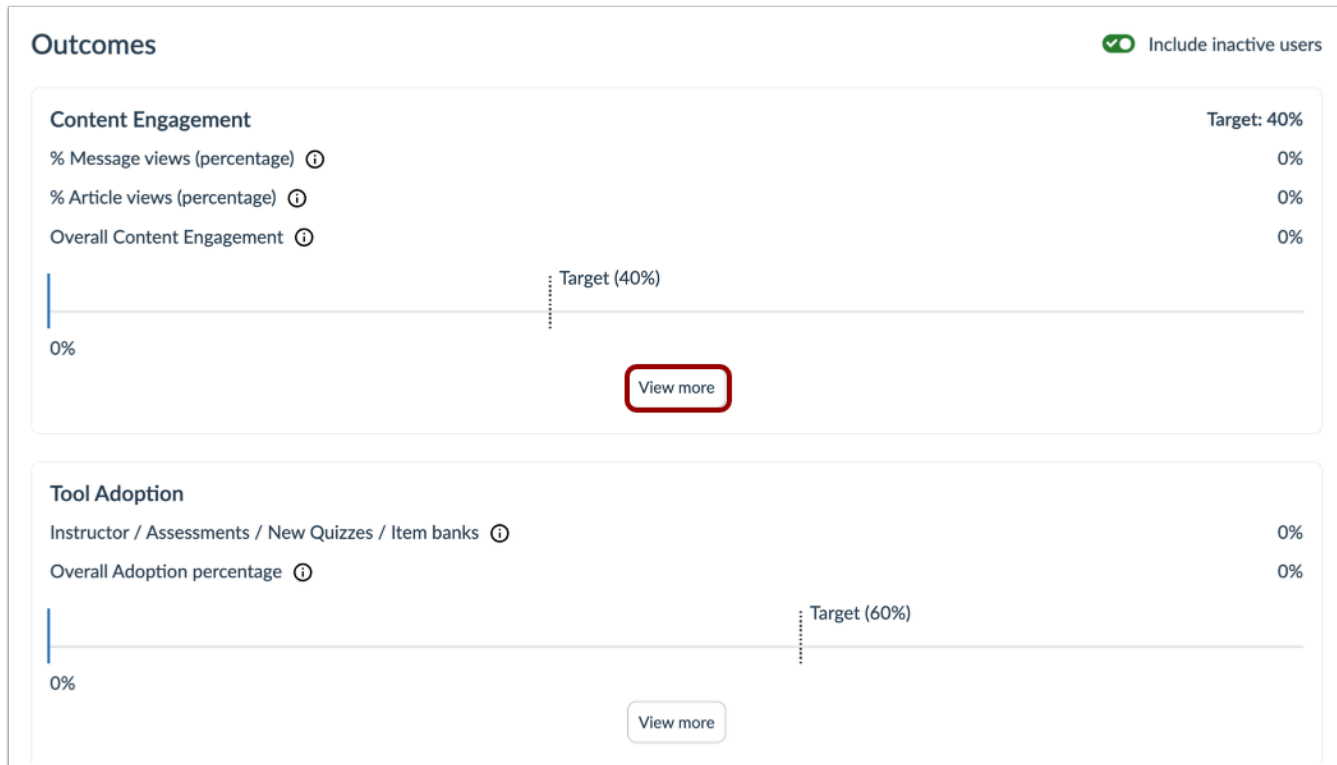 Outcomes
Include inactive users
Content Engagement
Target: 40%
% Message views (percentage)
0%
% Article views (percentage)
0%
Overall Content Engagement
0%
Target (40%)
0%
View more
Tool Adoption
Instructor / Assessments / New Quizzes / Item banks
0%
Overall Adoption percentage
0%
Target (60%)
0%
View more